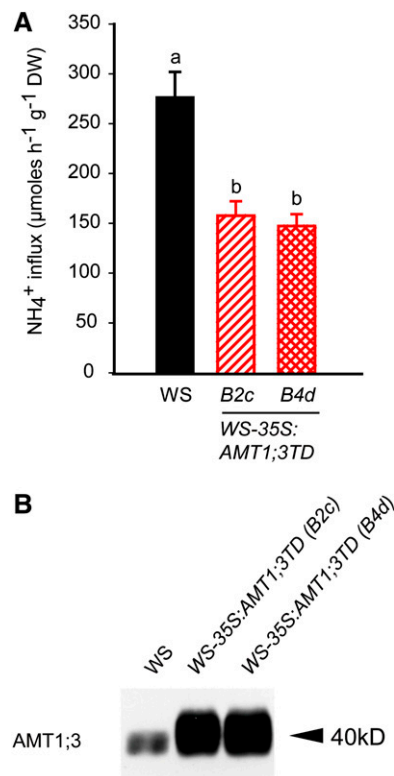 A
NH4+ influx (µmoles h-1 g-1 DW)
350
300
250
200
150
100
50
0
a
b
b
WS
B2c
B4d
WS-35S:
AMT1;3TD
B
WS
WS-35S:AMT1;3TD (B2c)
WS-35S:AMT1;3TD (B4d)
AMT1;3
40kD